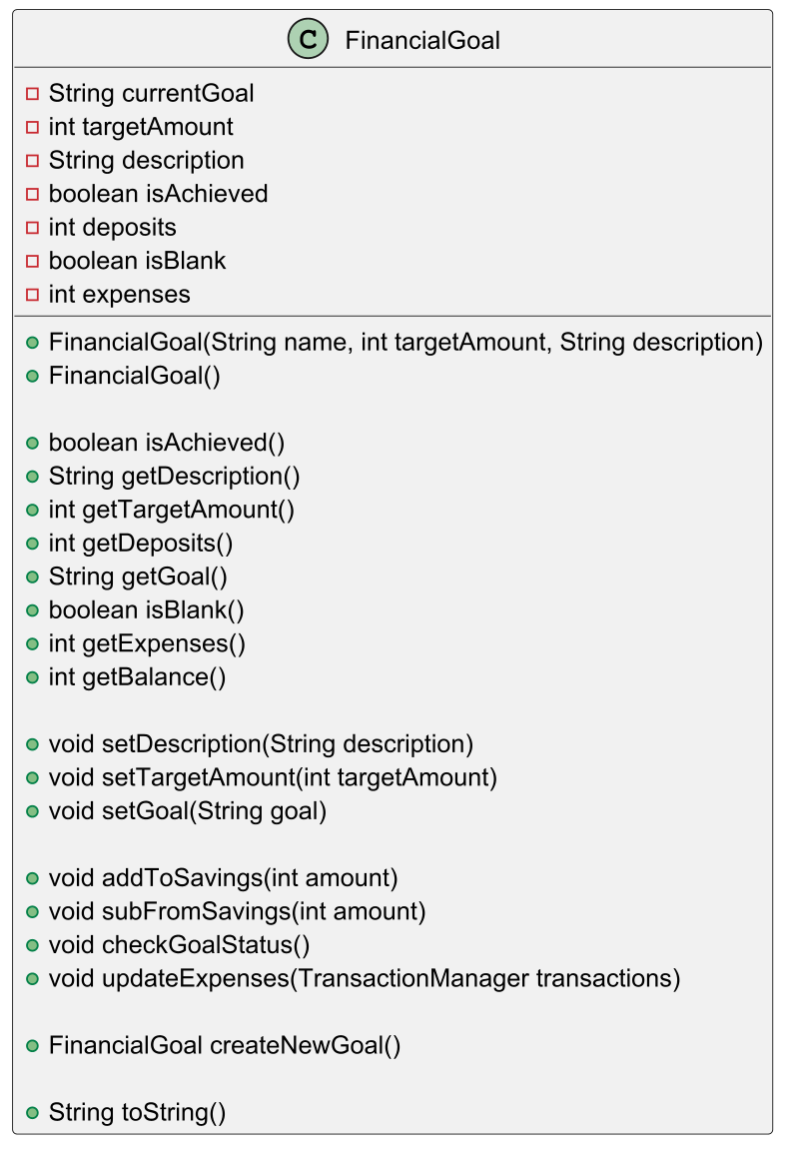 C FinancialGoal
String currentGoal
int targetAmount
String description
boolean isAchieved
int deposits
boolean isBlank
int expenses
FinancialGoal(String name, int targetAmount, String description)
FinancialGoal()
boolean isAchieved()
String getDescription()
int getTargetAmount()
int getDeposits()
String getGoal()
boolean isBlank()
int getExpenses()
int getBalance()
void setDescription(String description)
void setTargetAmount(int targetAmount)
void setGoal(String goal)
void addToSavings(int amount)
void subFromSavings(int amount)
void checkGoalStatus()
void updateExpenses(TransactionManager transactions)
FinancialGoal createNewGoal()
String toString()